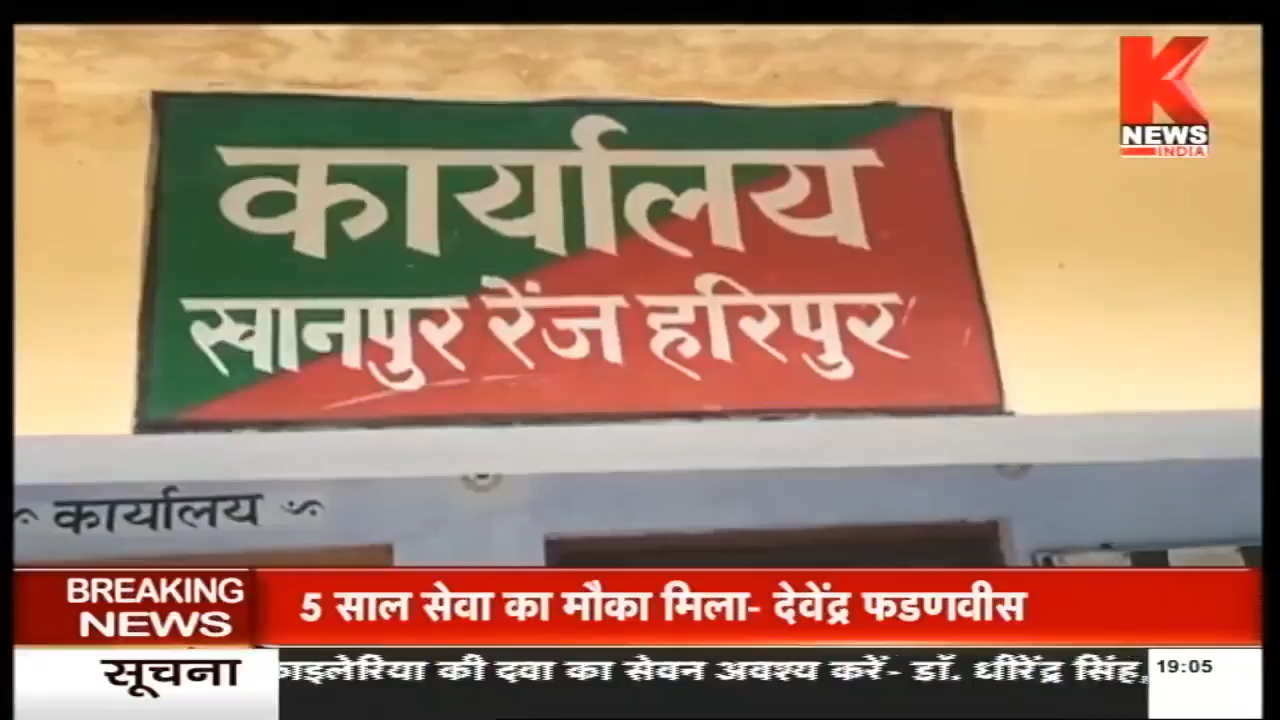 K
NEWS
INDIA
कार्यालय
खानपुर रेंज हरिपुर
कार्यालय
BREAKING
NEWS
5 साल सेवा का मौका मिला- देवेंद्र फडणवीस
सूचना
फाइलेरिया की दवा का सेवन अवश्य करें- डॉ. धीरेंद्र सिंह,
19:05